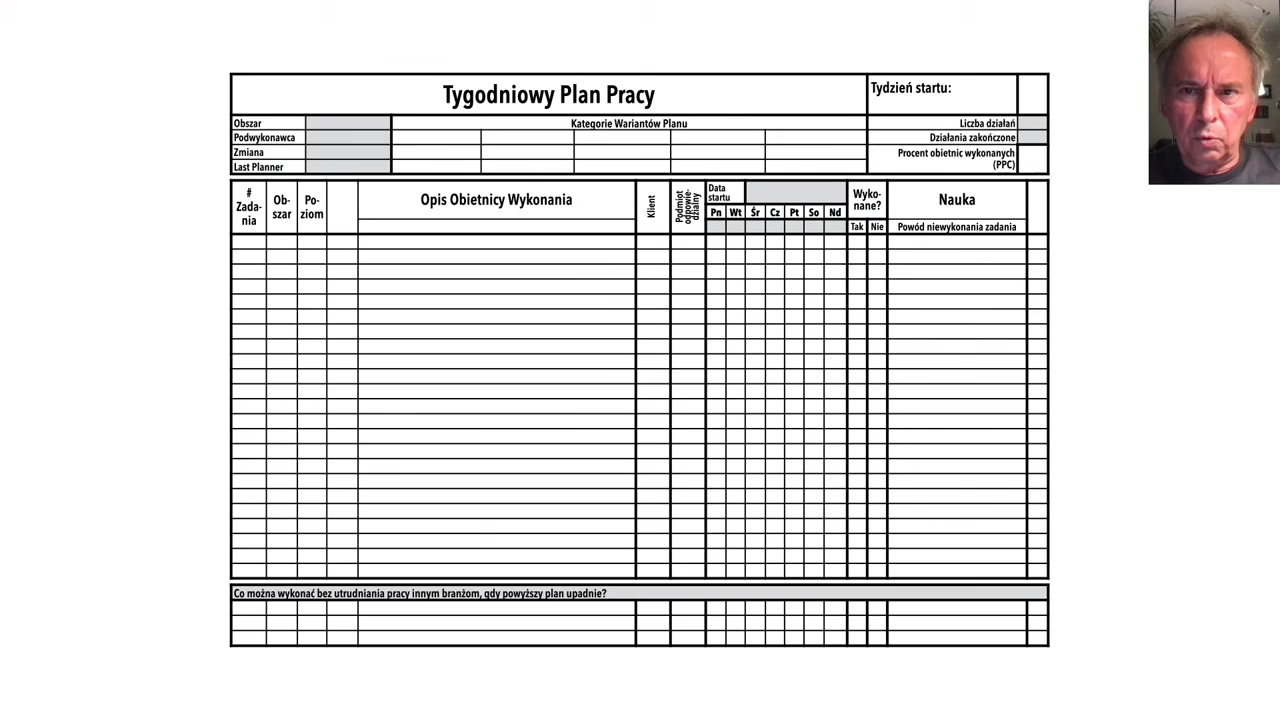 Tygodniowy Plan Pracy
Tydzień startu:
Obszar
Kategorie Wariantów Planu
Liczba działań
Podwykonawca
Działania zakończone
Zmiana
Procent obietnic wykonanych
(PPC)
Last Planner
#
Zada-
nia
Ob-
szar
Po-
ziom
Opis Obietnicy Wykonania
Klient
Podmiot
odpowie-
dzialny
Data
startu
Pn Wt Śr Cz Pt So Nd
Wyko-
nane?
Tak Nie
Nauka
Powód niewykonania zadania
Co można wykonać bez utrudniania pracy innym branżom, gdy powyższy plan upadnie?